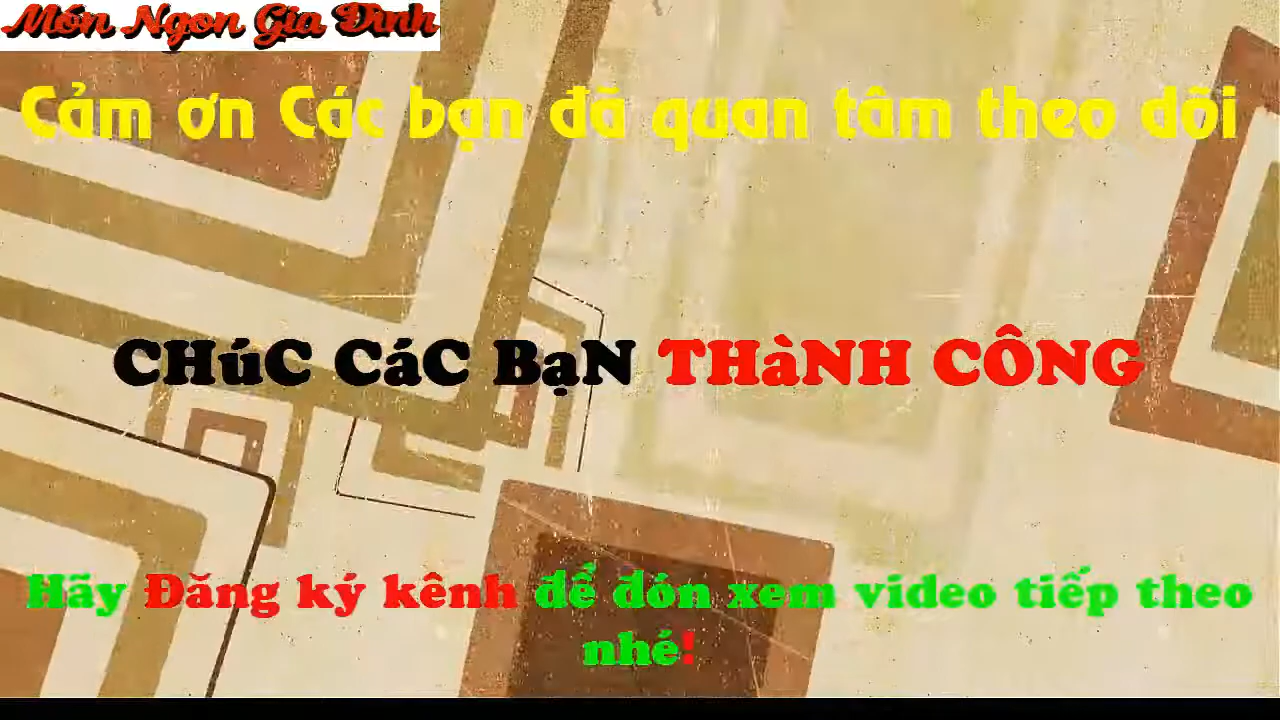 Món Ngon Gia Đình
Cảm ơn Các bạn đã quan tâm theo dõi
CHúC CáC BạN THàNH CÔNG
Hãy Đăng ký kênh để đón xem video tiếp theo
nhé!